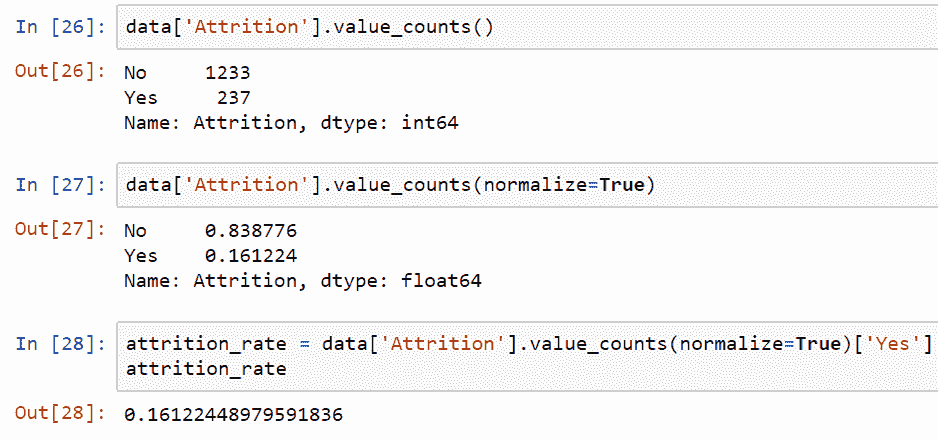 In [26]: data['Attrition'].value_counts()
Out[26]: No     1233
Yes     237
Name: Attrition, dtype: int64
In [27]: data['Attrition'].value_counts(normalize=True)
Out[27]: No     0.838776
Yes    0.161224
Name: Attrition, dtype: float64
In [28]: attrition_rate = data['Attrition'].value_counts(normalize=True)['Yes']
attrition_rate
Out[28]: 0.16122448979591836